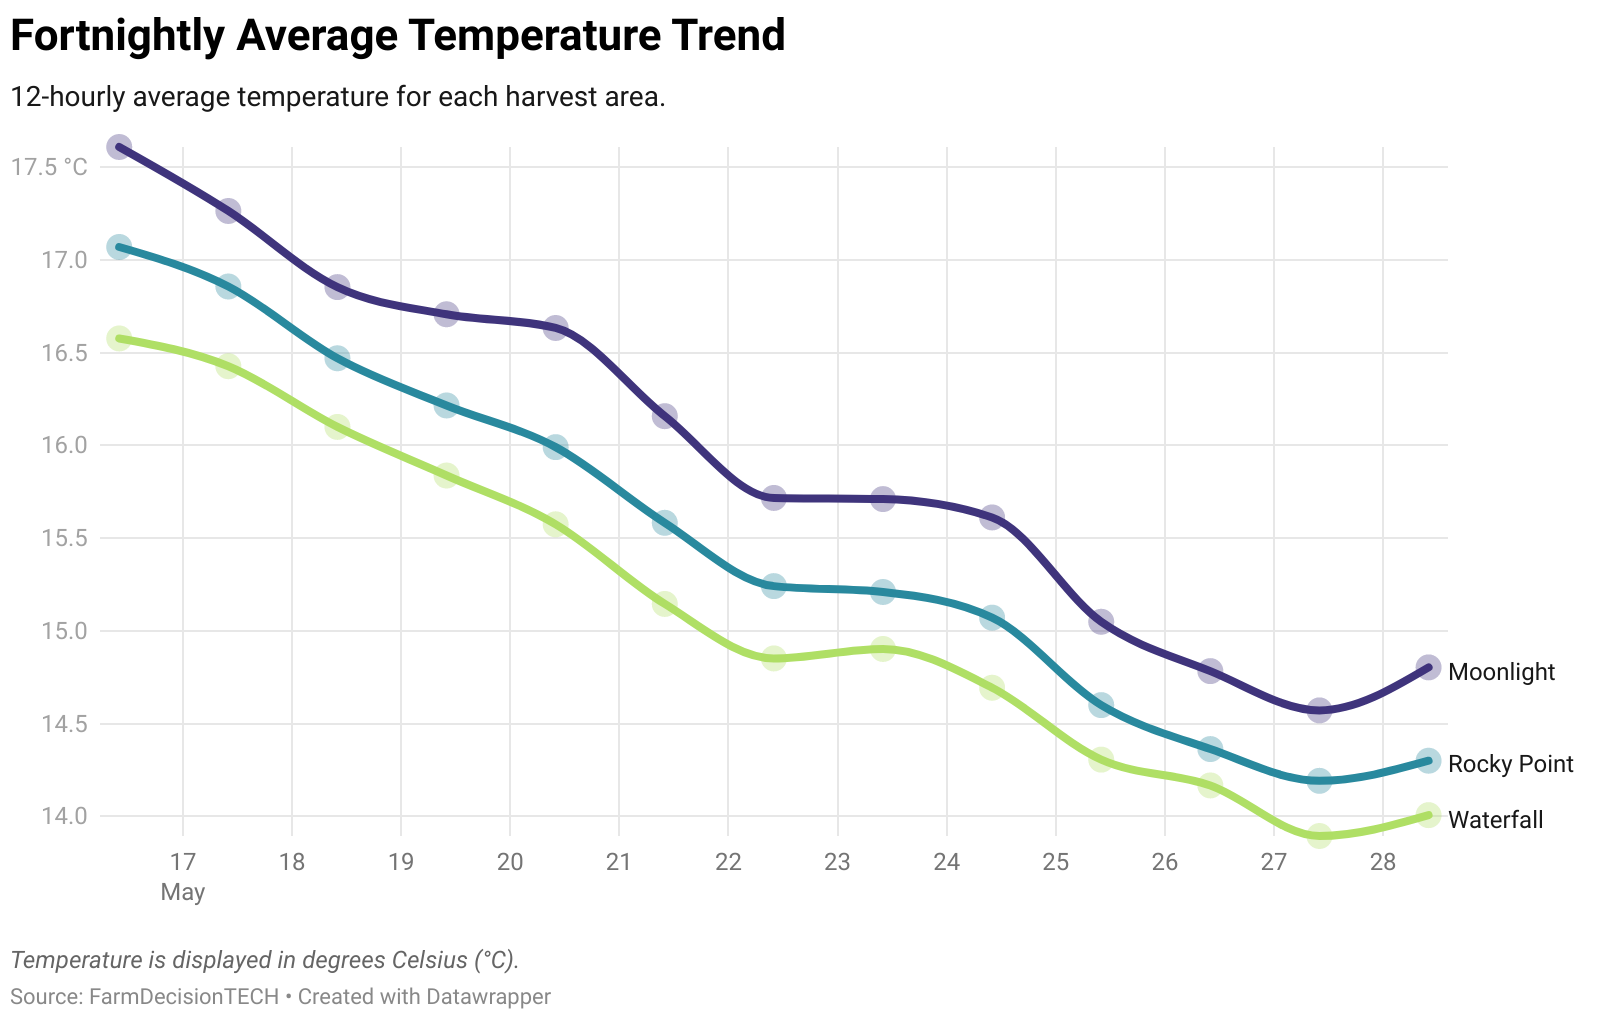 Fortnightly Average Temperature Trend
12-hourly average temperature for each harvest area.
17.5 °C
17.0
16.5
16.0
15.5
15.0
14.5
14.0
Moonlight
Rocky Point
Waterfall
17 18 19 20 21 22 23 24 25 26 27 28
May
Temperature is displayed in degrees Celsius (°C).
Source: FarmDecisionTECH • Created with Datawrapper